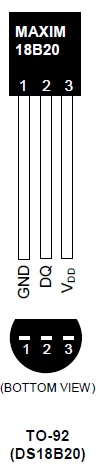 MAXIM
18B20
1 2 3
GND DQ VDD
1 2 3
(BOTTOM VIEW)
TO-92
(DS18B20)